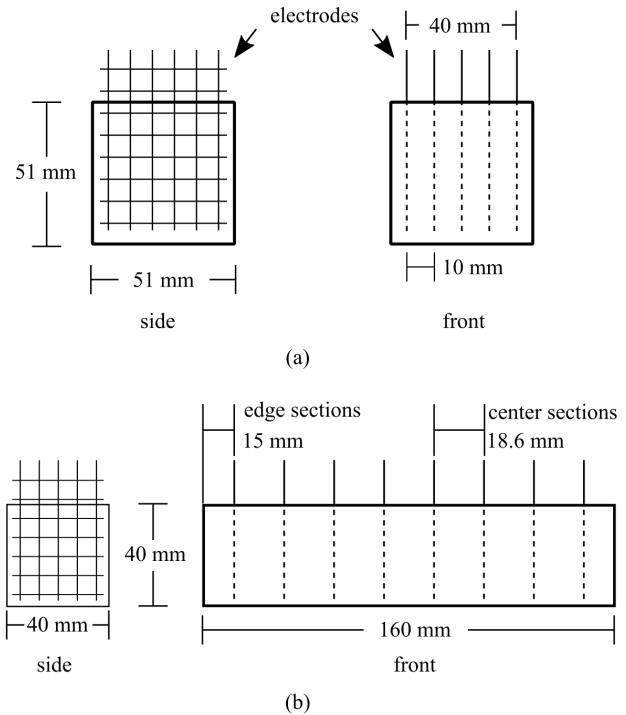 electrodes
40 mm
51 mm
10 mm
51 mm
side
front
(a)
edge sections
15 mm
center sections
18.6 mm
40 mm
40 mm
160 mm
side
front
(b)